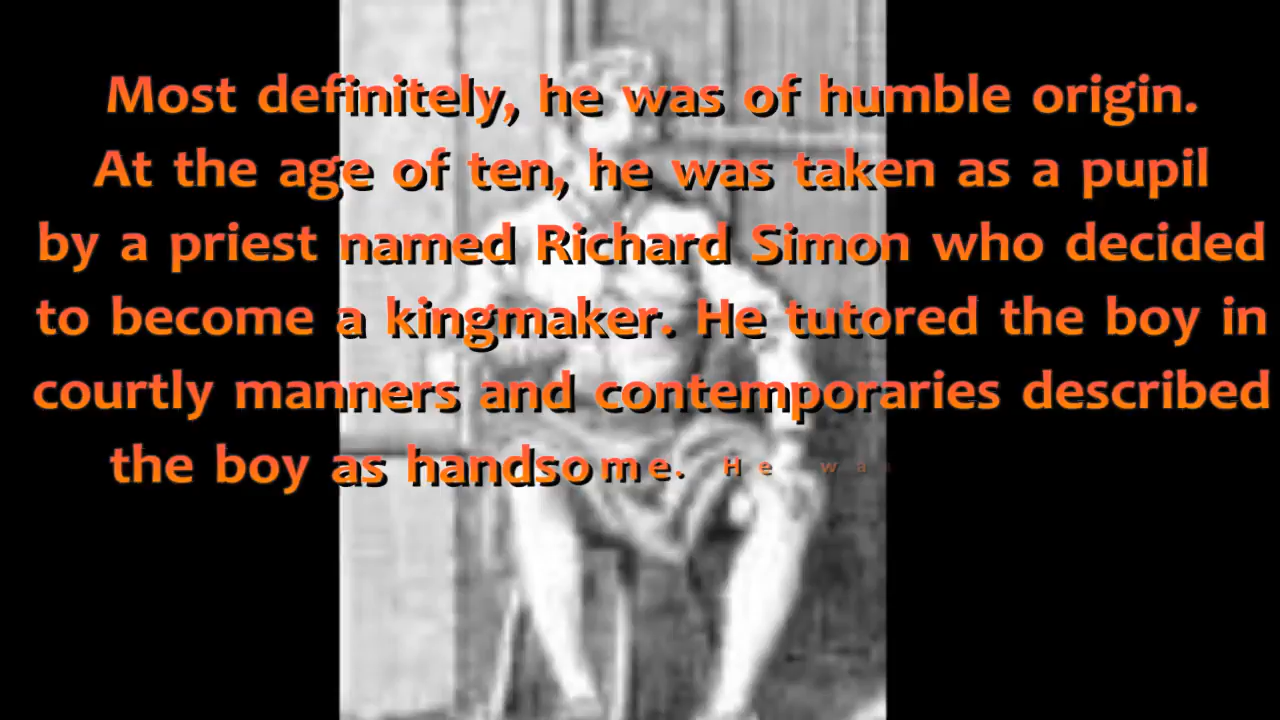 Most definitely, he was of humble origin.
At the age of ten, he was taken as a pupil
by a priest named Richard Simon who decided
to become a kingmaker. He tutored the boy in
courtly manners and contemporaries described
the boy as handsome. He